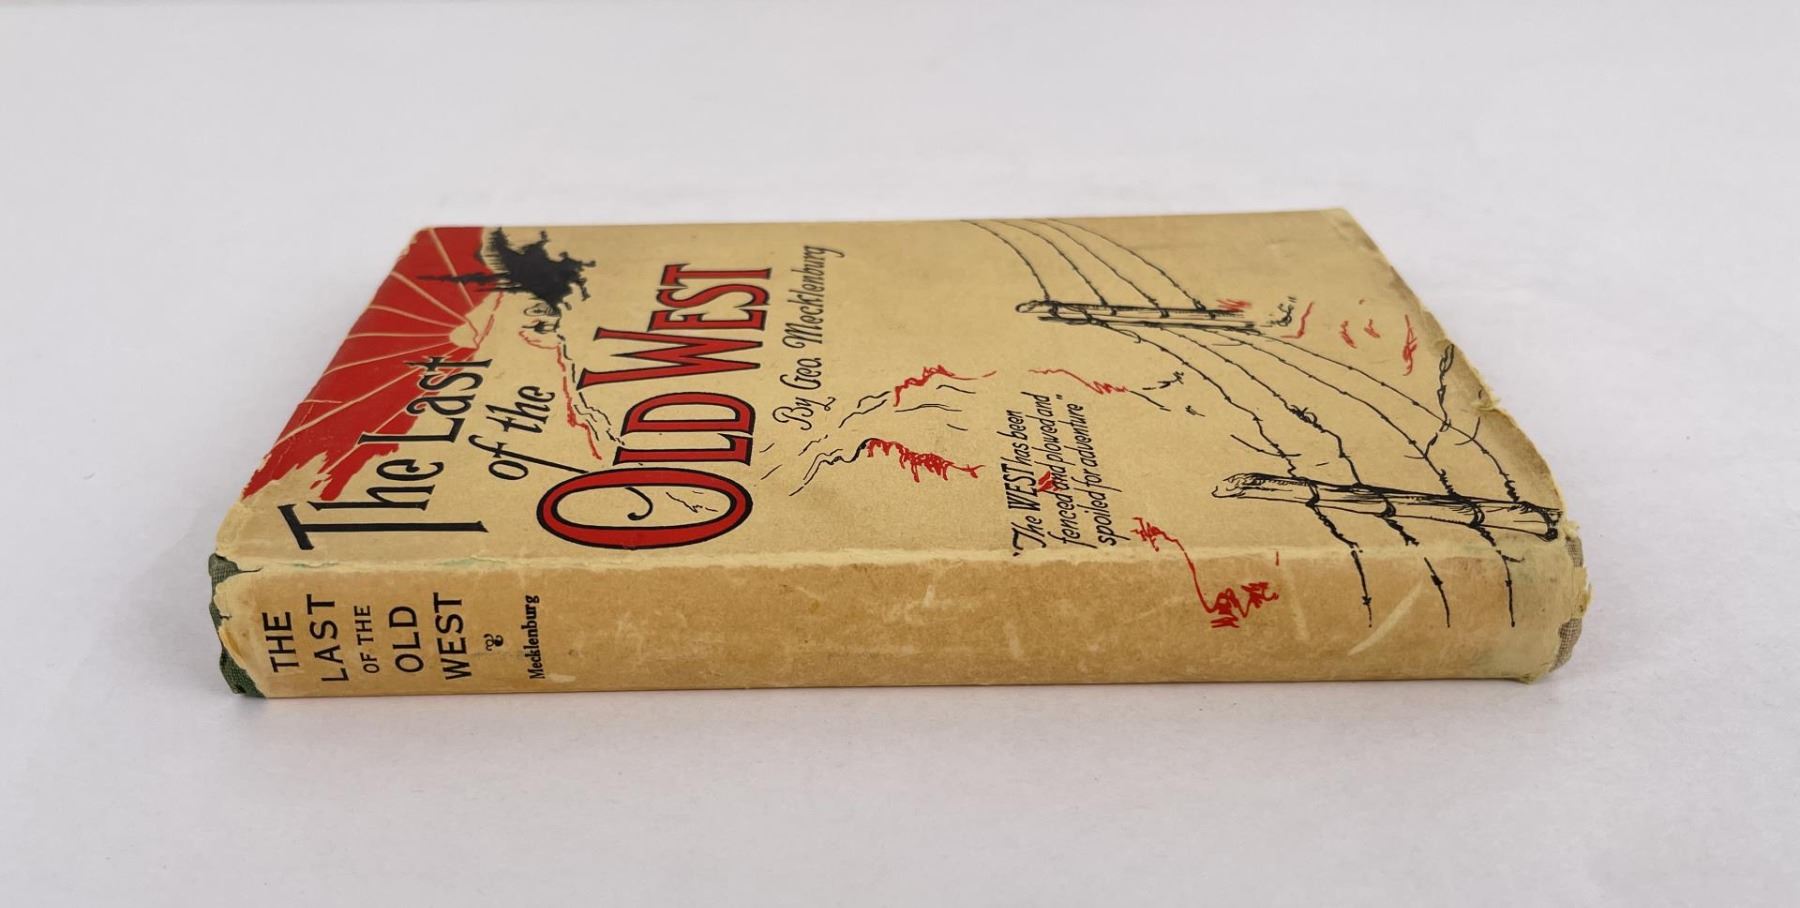 The Last
of the
OLD WEST
By Geo. Mecklenburg
"The WEST has been
fenced and plowed and
spoiled for adventure"
THE
LAST
OF THE
OLD
WEST
Mecklenburg